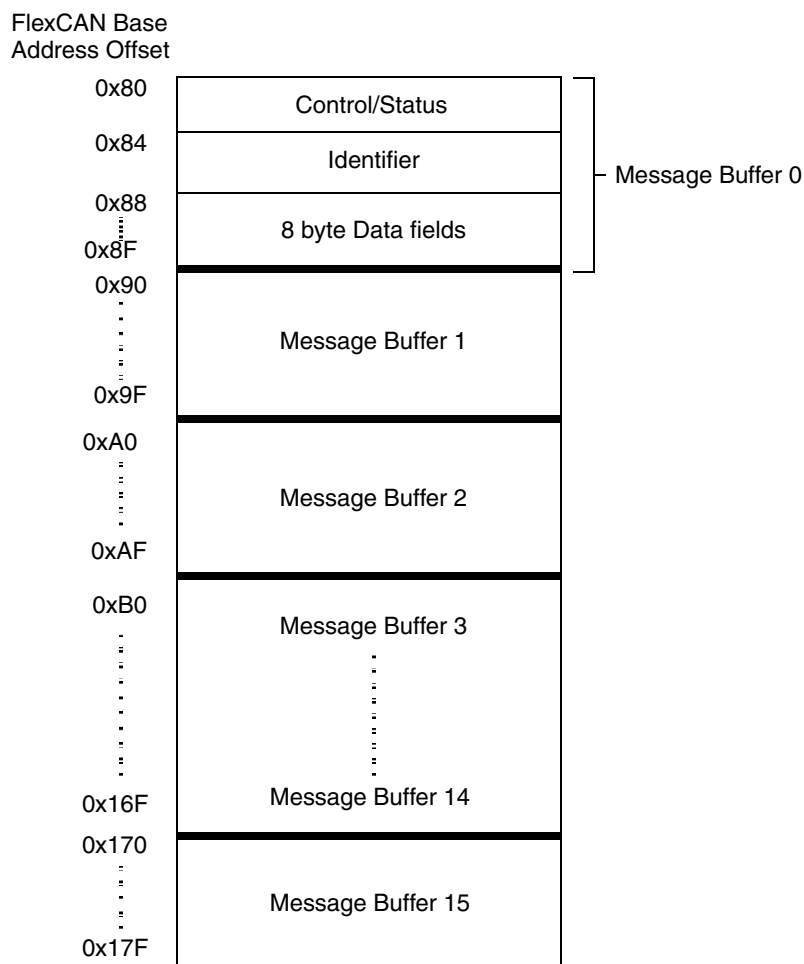 FlexCAN Base
Address Offset
0x80
Control/Status
0x84
Identifier
Message Buffer 0
0x88
8 byte Data fields
0x8F
0x90
Message Buffer 1
0x9F
0xA0
Message Buffer 2
0xAF
0xB0
Message Buffer 3
Message Buffer 14
0x16F
0x170
Message Buffer 15
0x17F